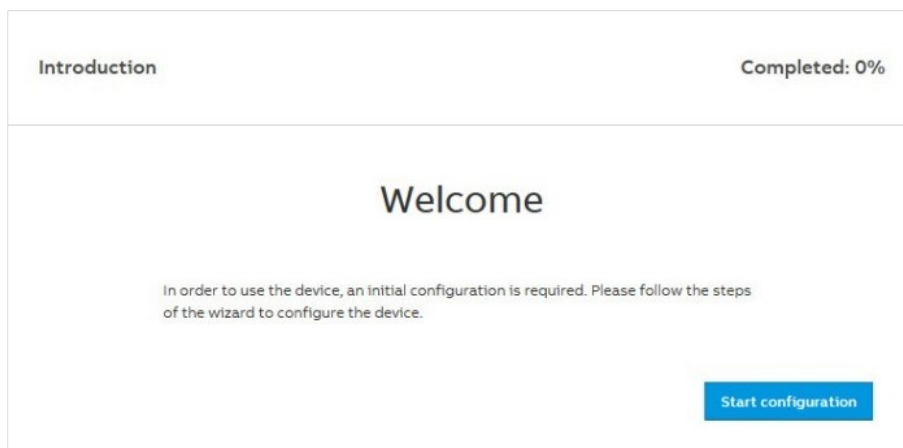 Introduction
Completed: 0%
Welcome
In order to use the device, an initial configuration is required. Please follow the steps
of the wizard to configure the device.
Start configuration